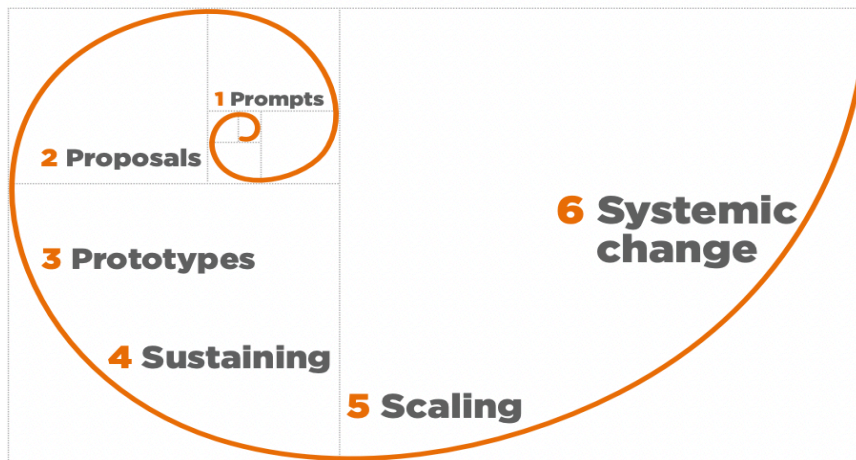 1 Prompts
2 Proposals
3 Prototypes
4 Sustaining
5 Scaling
6 Systemic
change